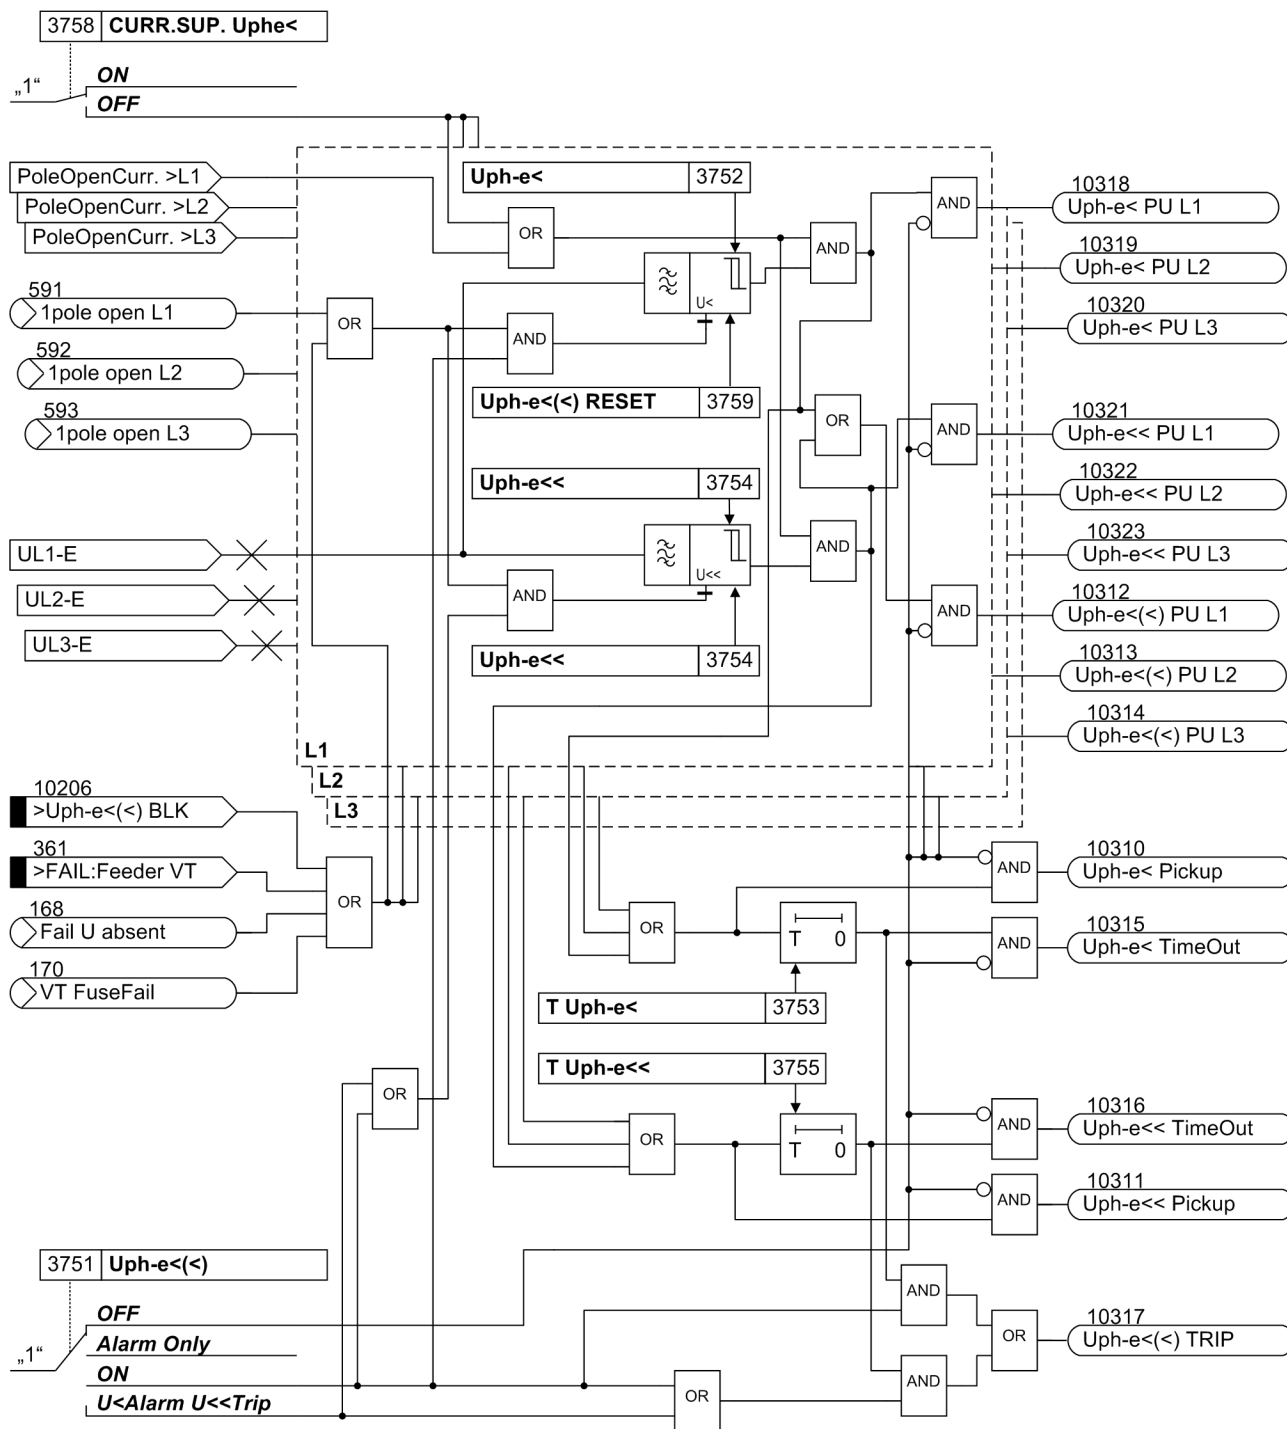 3758 CURR.SUP. Uphe<
„1“
ON
OFF
PoleOpenCurr. >L1
PoleOpenCurr. >L2
PoleOpenCurr. >L3
591
1pole open L1
592
1pole open L2
593
1pole open L3
UL1-E
UL2-E
UL3-E
10206
>Uph-e<(<) BLK
361
>FAIL:Feeder VT
168
Fail U absent
170
VT FuseFail
3751 Uph-e<(<)
„1“
OFF
Alarm Only
ON
U<Alarm U<<Trip
Uph-e< 3752
OR
AND
AND
U<
OR
AND
Uph-e<(<) RESET 3759
OR
AND
Uph-e<< 3754
AND
U<<
AND
AND
Uph-e<< 3754
L1
L2
L3
OR
OR
T 0
AND
AND
T Uph-e< 3753
T Uph-e<< 3755
OR
OR
T 0
AND
AND
AND
OR
AND
OR
10318
Uph-e< PU L1
10319
Uph-e< PU L2
10320
Uph-e< PU L3
10321
Uph-e<< PU L1
10322
Uph-e<< PU L2
10323
Uph-e<< PU L3
10312
Uph-e<(<) PU L1
10313
Uph-e<(<) PU L2
10314
Uph-e<(<) PU L3
10310
Uph-e< Pickup
10315
Uph-e< TimeOut
10316
Uph-e<< TimeOut
10311
Uph-e<< Pickup
10317
Uph-e<(<) TRIP